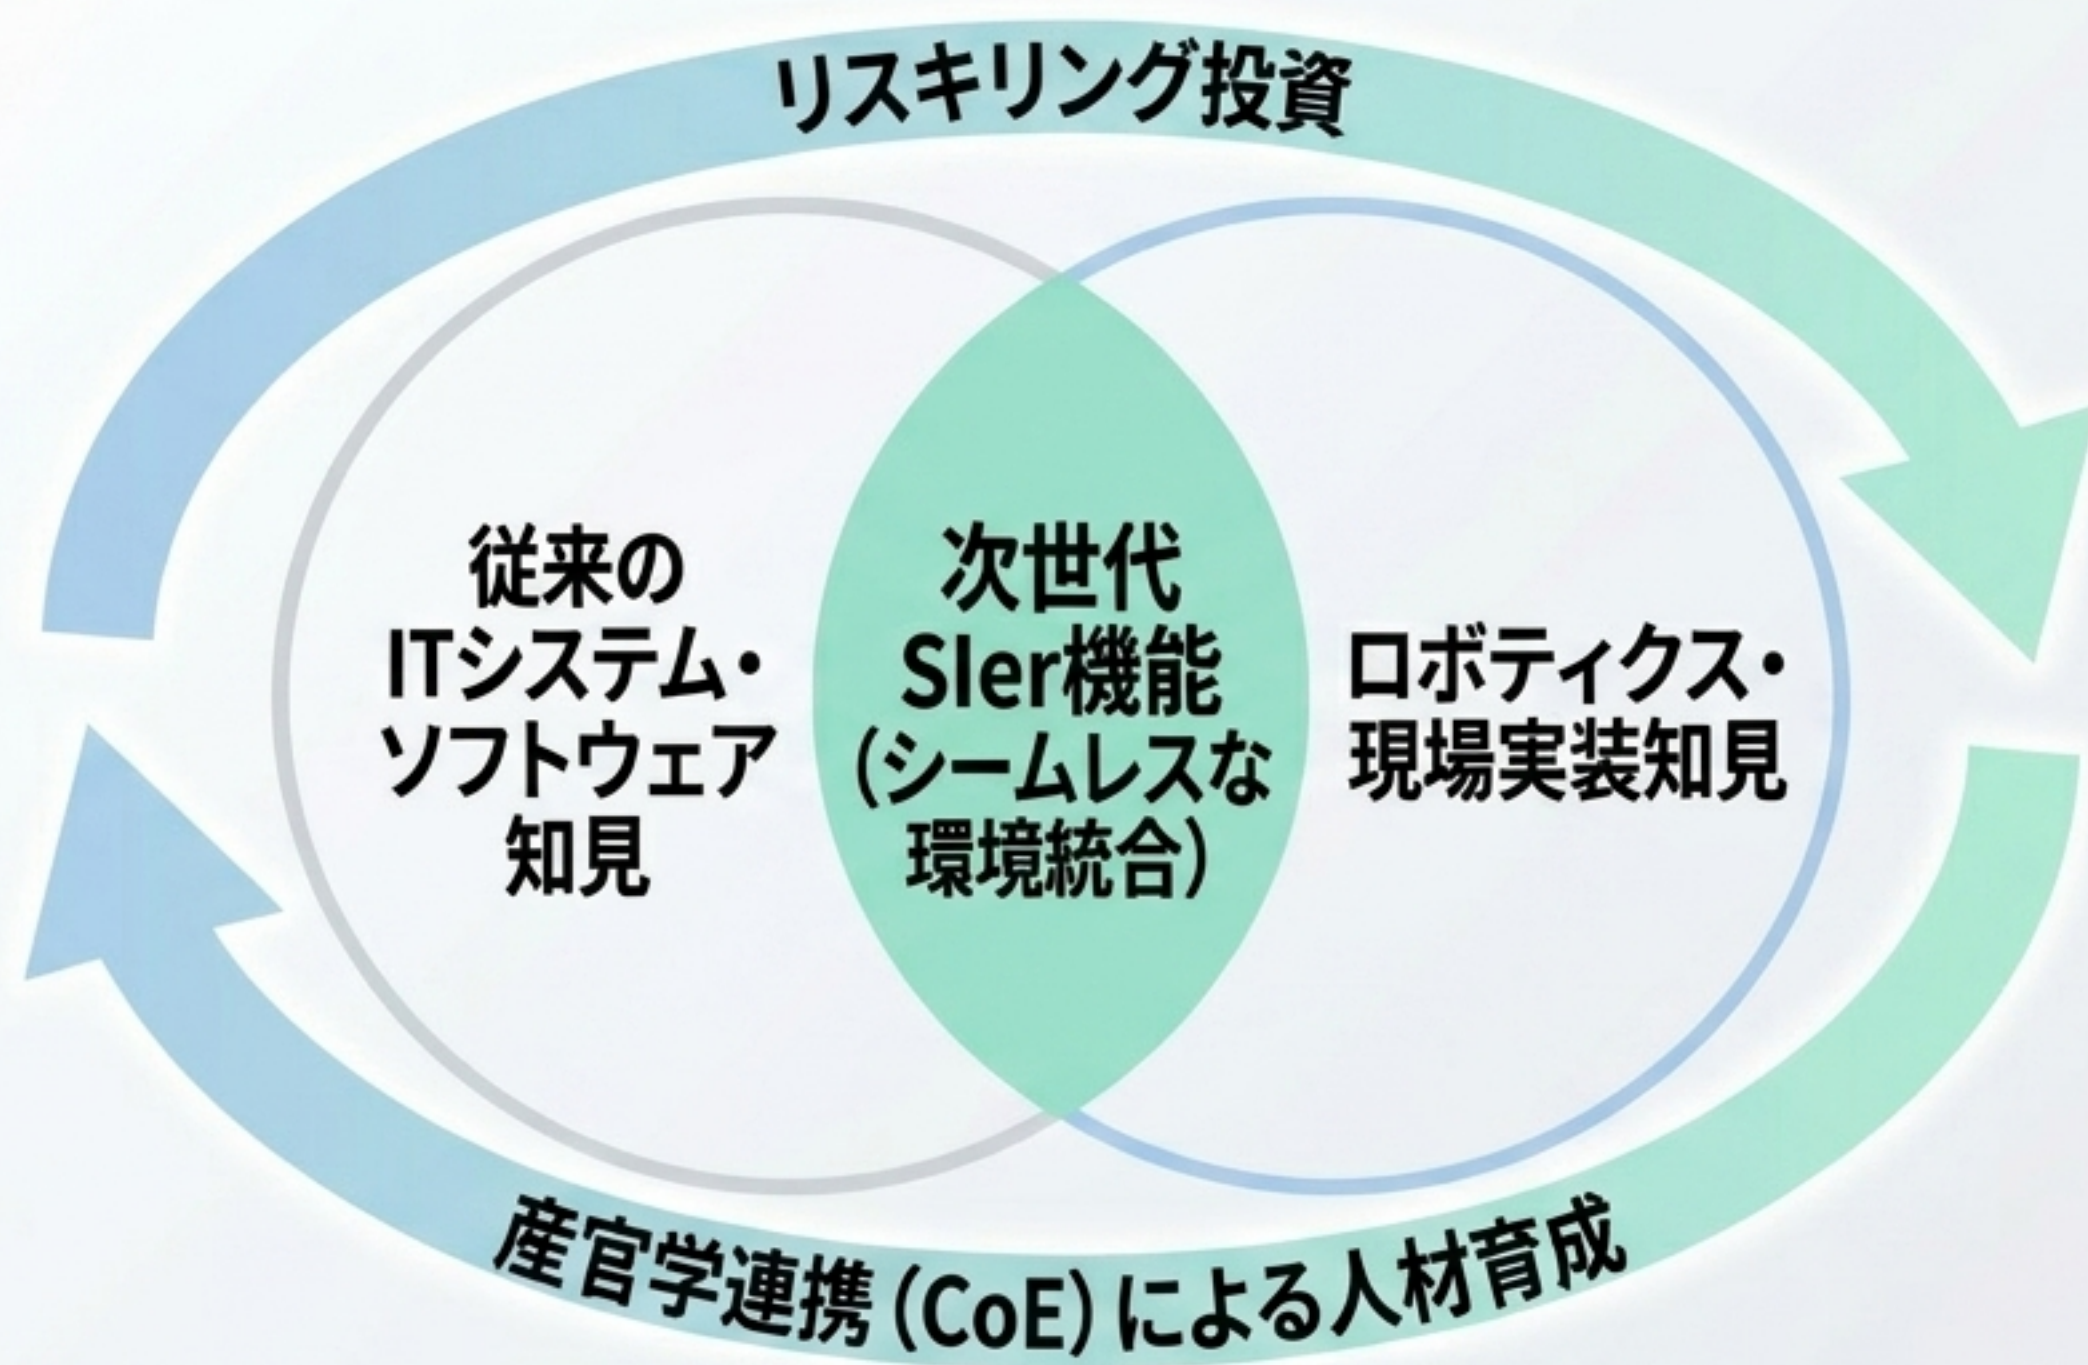 リスキリング投資
従来の
ITシステム・
ソフトウェア
知見
次世代
SIer機能
(シームレスな
環境統合)
ロボティクス・
現場実装知見
産官学連携(CoE)による人材育成